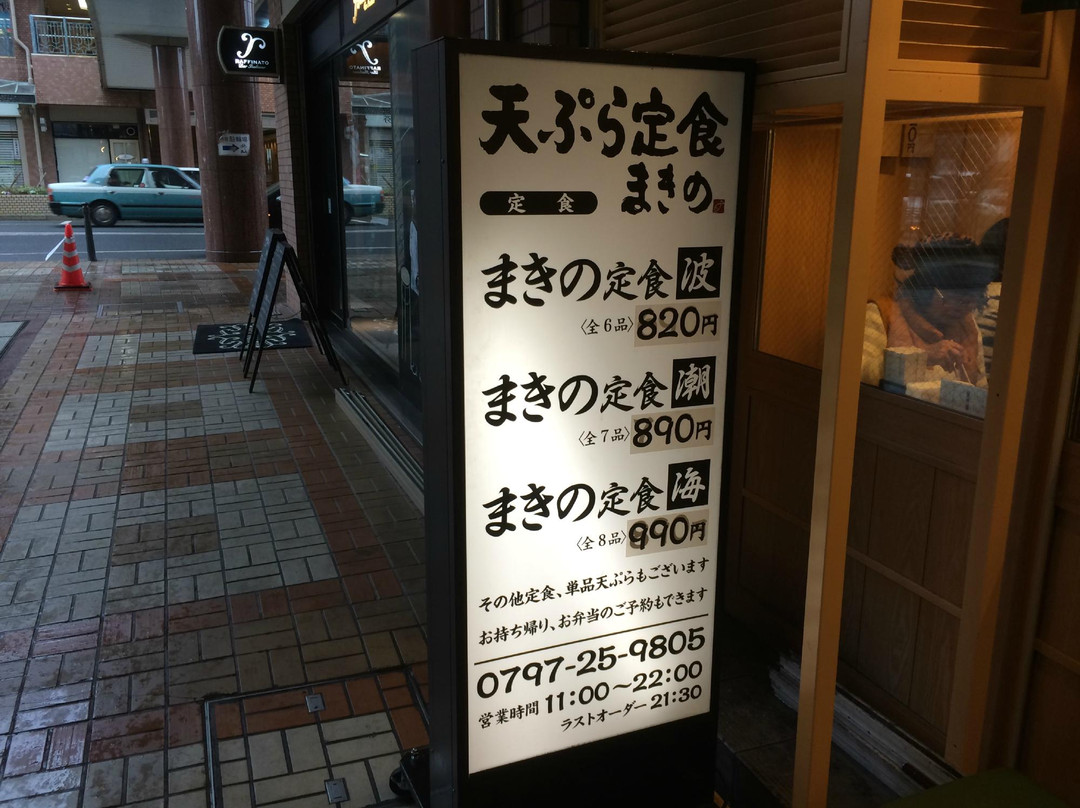 RAFFINATO
天ぷら定食
まきの
定食
まきの定食 波
〈全6品〉820円
まきの定食 潮
〈全7品〉890円
まきの定食 海
〈全8品〉990円
その他定食、単品天ぷらもございます
お持ち帰り、お弁当のご予約もできます
0797-25-9805
営業時間 11:00～22:00
ラストオーダー 21:30